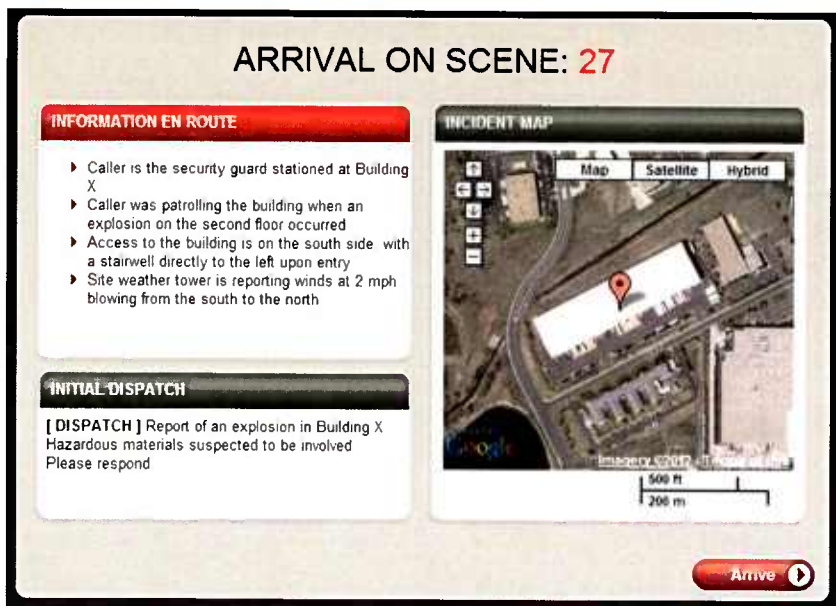 ARRIVAL ON SCENE: 27
INFORMATION EN ROUTE
Caller is the security guard stationed at Building
X
Caller was patrolling the building when an
explosion on the second floor occurred
Access to the building is on the south side with
a stairwell directly to the left upon entry
Site weather tower is reporting winds at 2 mph
blowing from the south to the north
INITIAL DISPATCH
[ DISPATCH ] Report of an explosion in Building X
Hazardous materials suspected to be involved
Please respond
INCIDENT MAP
Map Satellite Hybrid
Google
Imagery ©2012
500 ft
200 m
Arrive